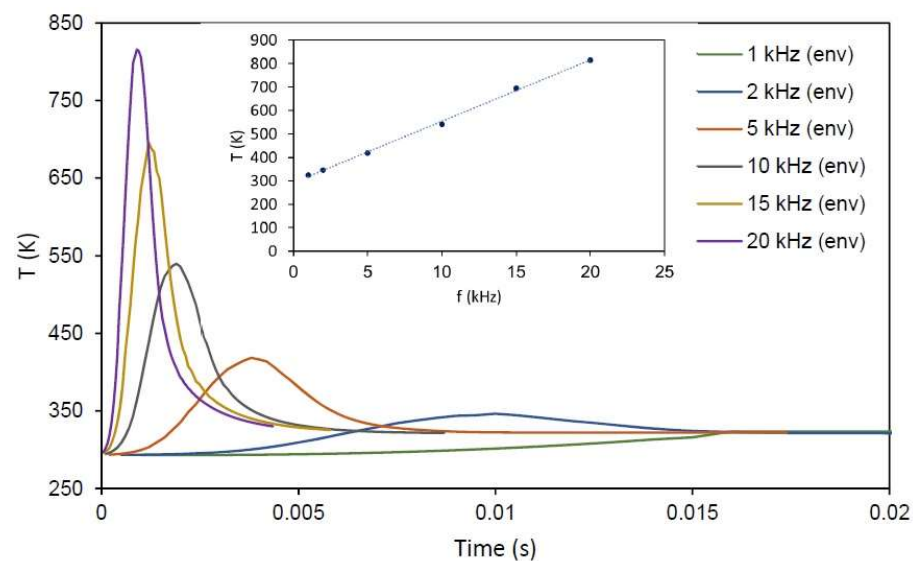 850
750
650
550
450
350
250
T (K)
0
0.005
0.01
0.015
0.02
Time (s)
900
800
700
600
500
400
300
200
100
0
T (K)
0
5
10
15
20
25
f (kHz)
1 kHz (env)
2 kHz (env)
5 kHz (env)
10 kHz (env)
15 kHz (env)
20 kHz (env)